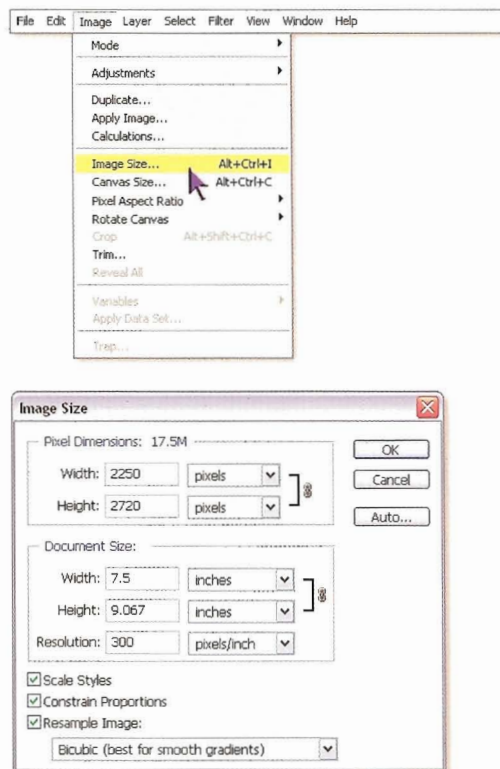 File Edit Image Layer Select Filter View Window Help
Mode
Adjustments
Duplicate...
Apply Image...
Calculations...
Image Size... Alt+Ctrl+I
Canvas Size... Alt+Ctrl+C
Pixel Aspect Ratio
Rotate Canvas
Crop Alt+Shift+Ctrl+C
Trim...
Reveal All
Variables
Apply Data Set...
Trap...
Image Size
Pixel Dimensions: 17.5M
OK
Width: 2250 pixels
Cancel
Height: 2720 pixels
Auto...
Document Size:
Width: 7.5 inches
Height: 9.067 inches
Resolution: 300 pixels/inch
Scale Styles
Constrain Proportions
Resample Image:
Bicubic (best for smooth gradients)